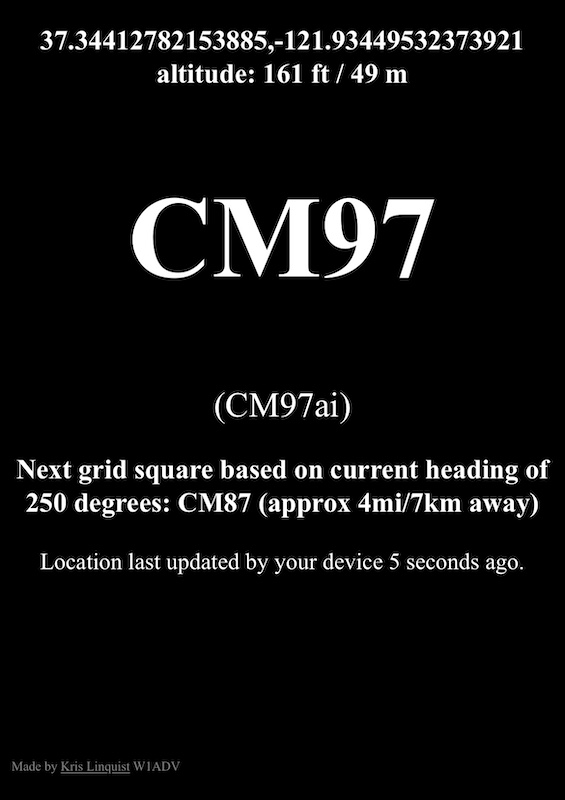 37.34412782153885,-121.93449532373921
altitude: 161 ft / 49 m
CM97
(CM97ai)
Next grid square based on current heading of
250 degrees: CM87 (approx 4mi/7km away)
Location last updated by your device 5 seconds ago.
Made by Kris Linquist W1ADV